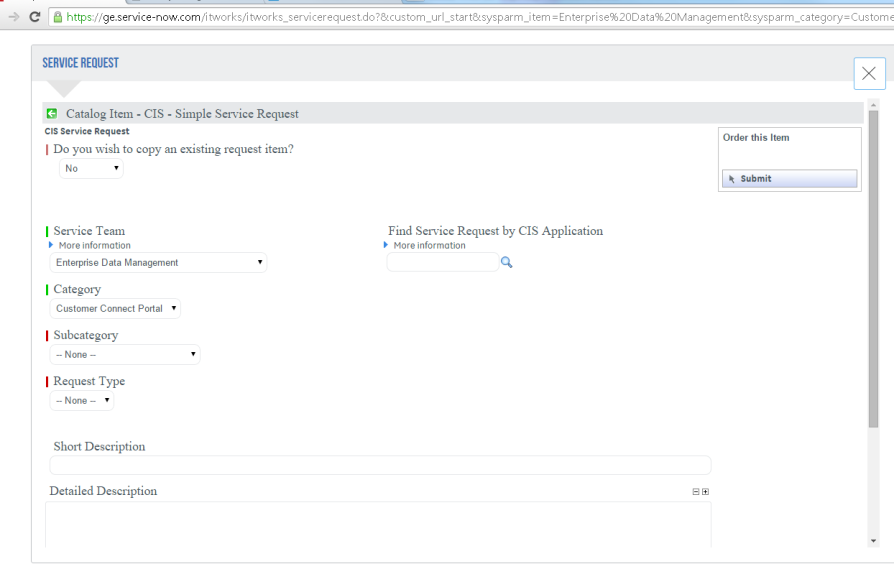 https://ge.service-now.com/itworks/itworks_servicerequest.do?&custom_url_start&sysparm_item=Enterprise%20Data%20Management&sysparm_category=Custome
SERVICE REQUEST
Catalog Item - CIS - Simple Service Request
CIS Service Request
Order this Item
Do you wish to copy an existing request item?
No
Submit
Service Team
Find Service Request by CIS Application
More information
More information
Enterprise Data Management
Category
Customer Connect Portal
Subcategory
-- None --
Request Type
-- None --
Short Description
Detailed Description